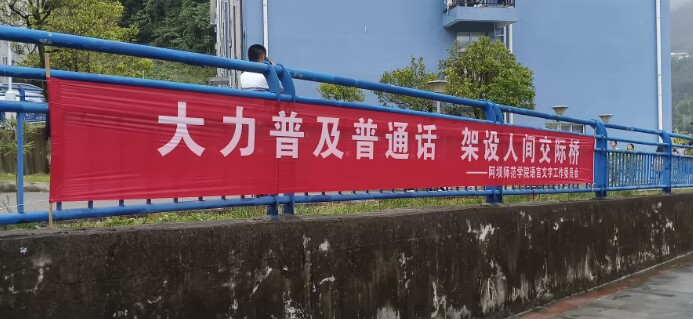 大力普及普通话 架设人间交际桥
——阿坝师范学院语言文字工作委员会